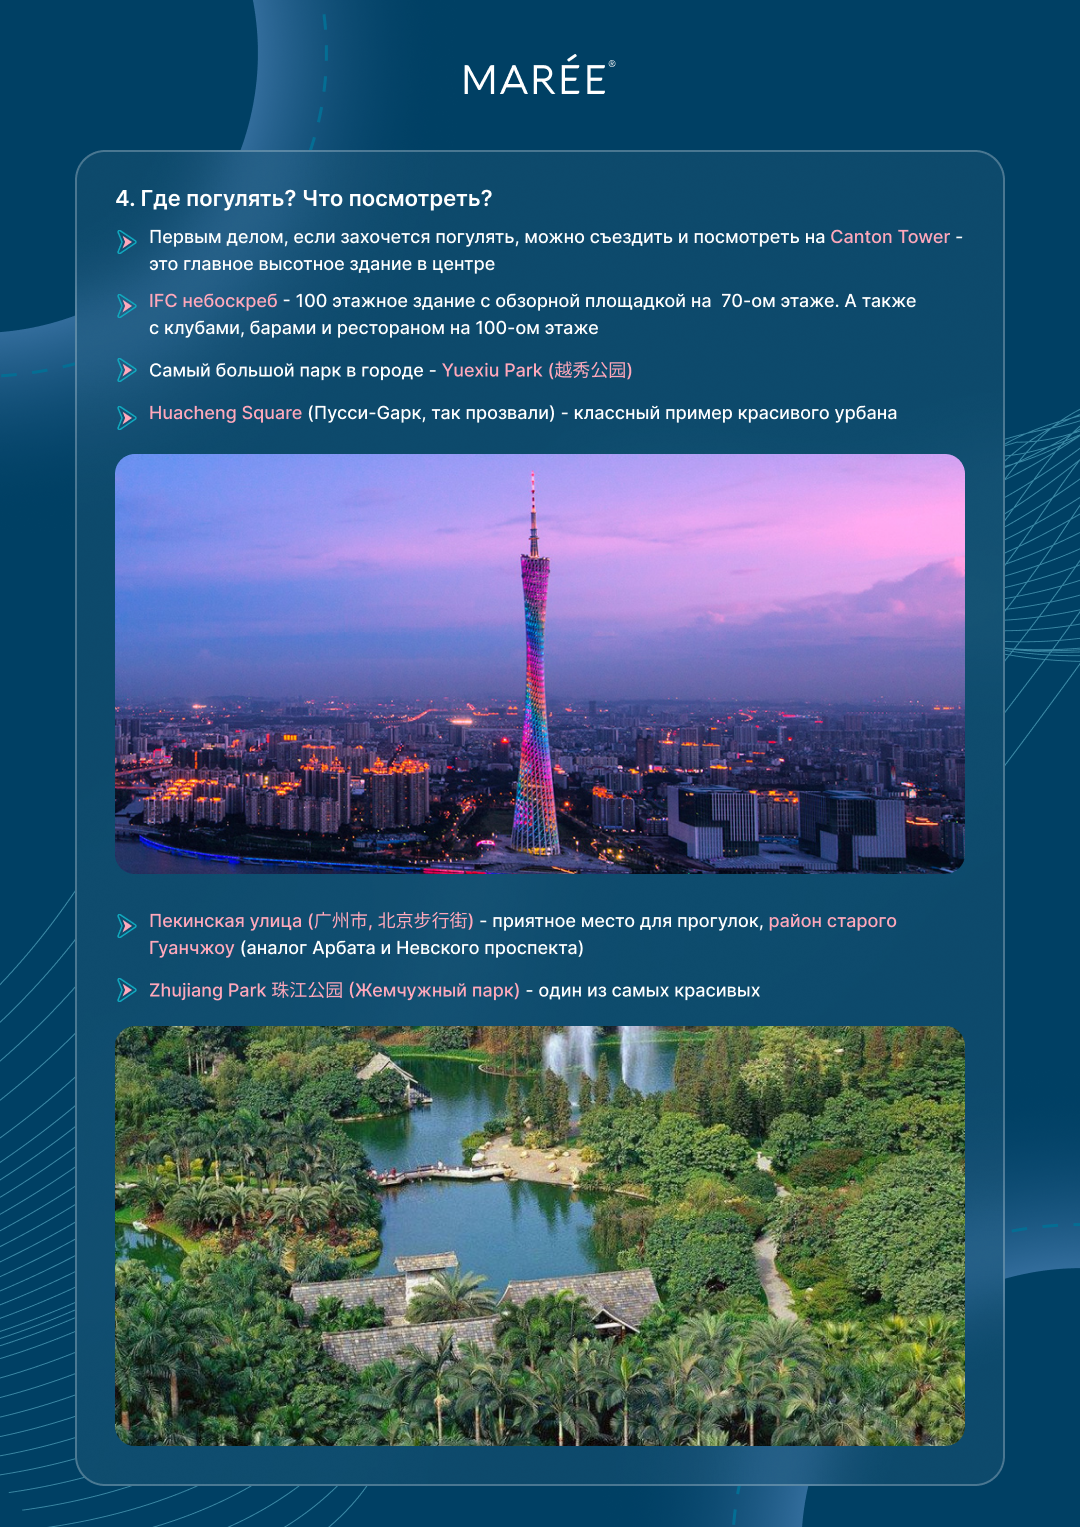 MARÉE®
4. Где погулять? Что посмотреть?
Первым делом, если захочется погулять, можно съездить и посмотреть на Canton Tower -
это главное высотное здание в центре
IFC небоскреб - 100 этажное здание с обзорной площадкой на 70-ом этаже. А также
с клубами, барами и рестораном на 100-ом этаже
Самый большой парк в городе - Yuexiu Park (越秀公园)
Huacheng Square (Пусси-Gарк, так прозвали) - классный пример красивого урбана
Пекинская улица (广州市, 北京步行街) - приятное место для прогулок, район старого
Гуанчжоу (аналог Арбата и Невского проспекта)
Zhujiang Park 珠江公园 (Жемчужный парк) - один из самых красивых